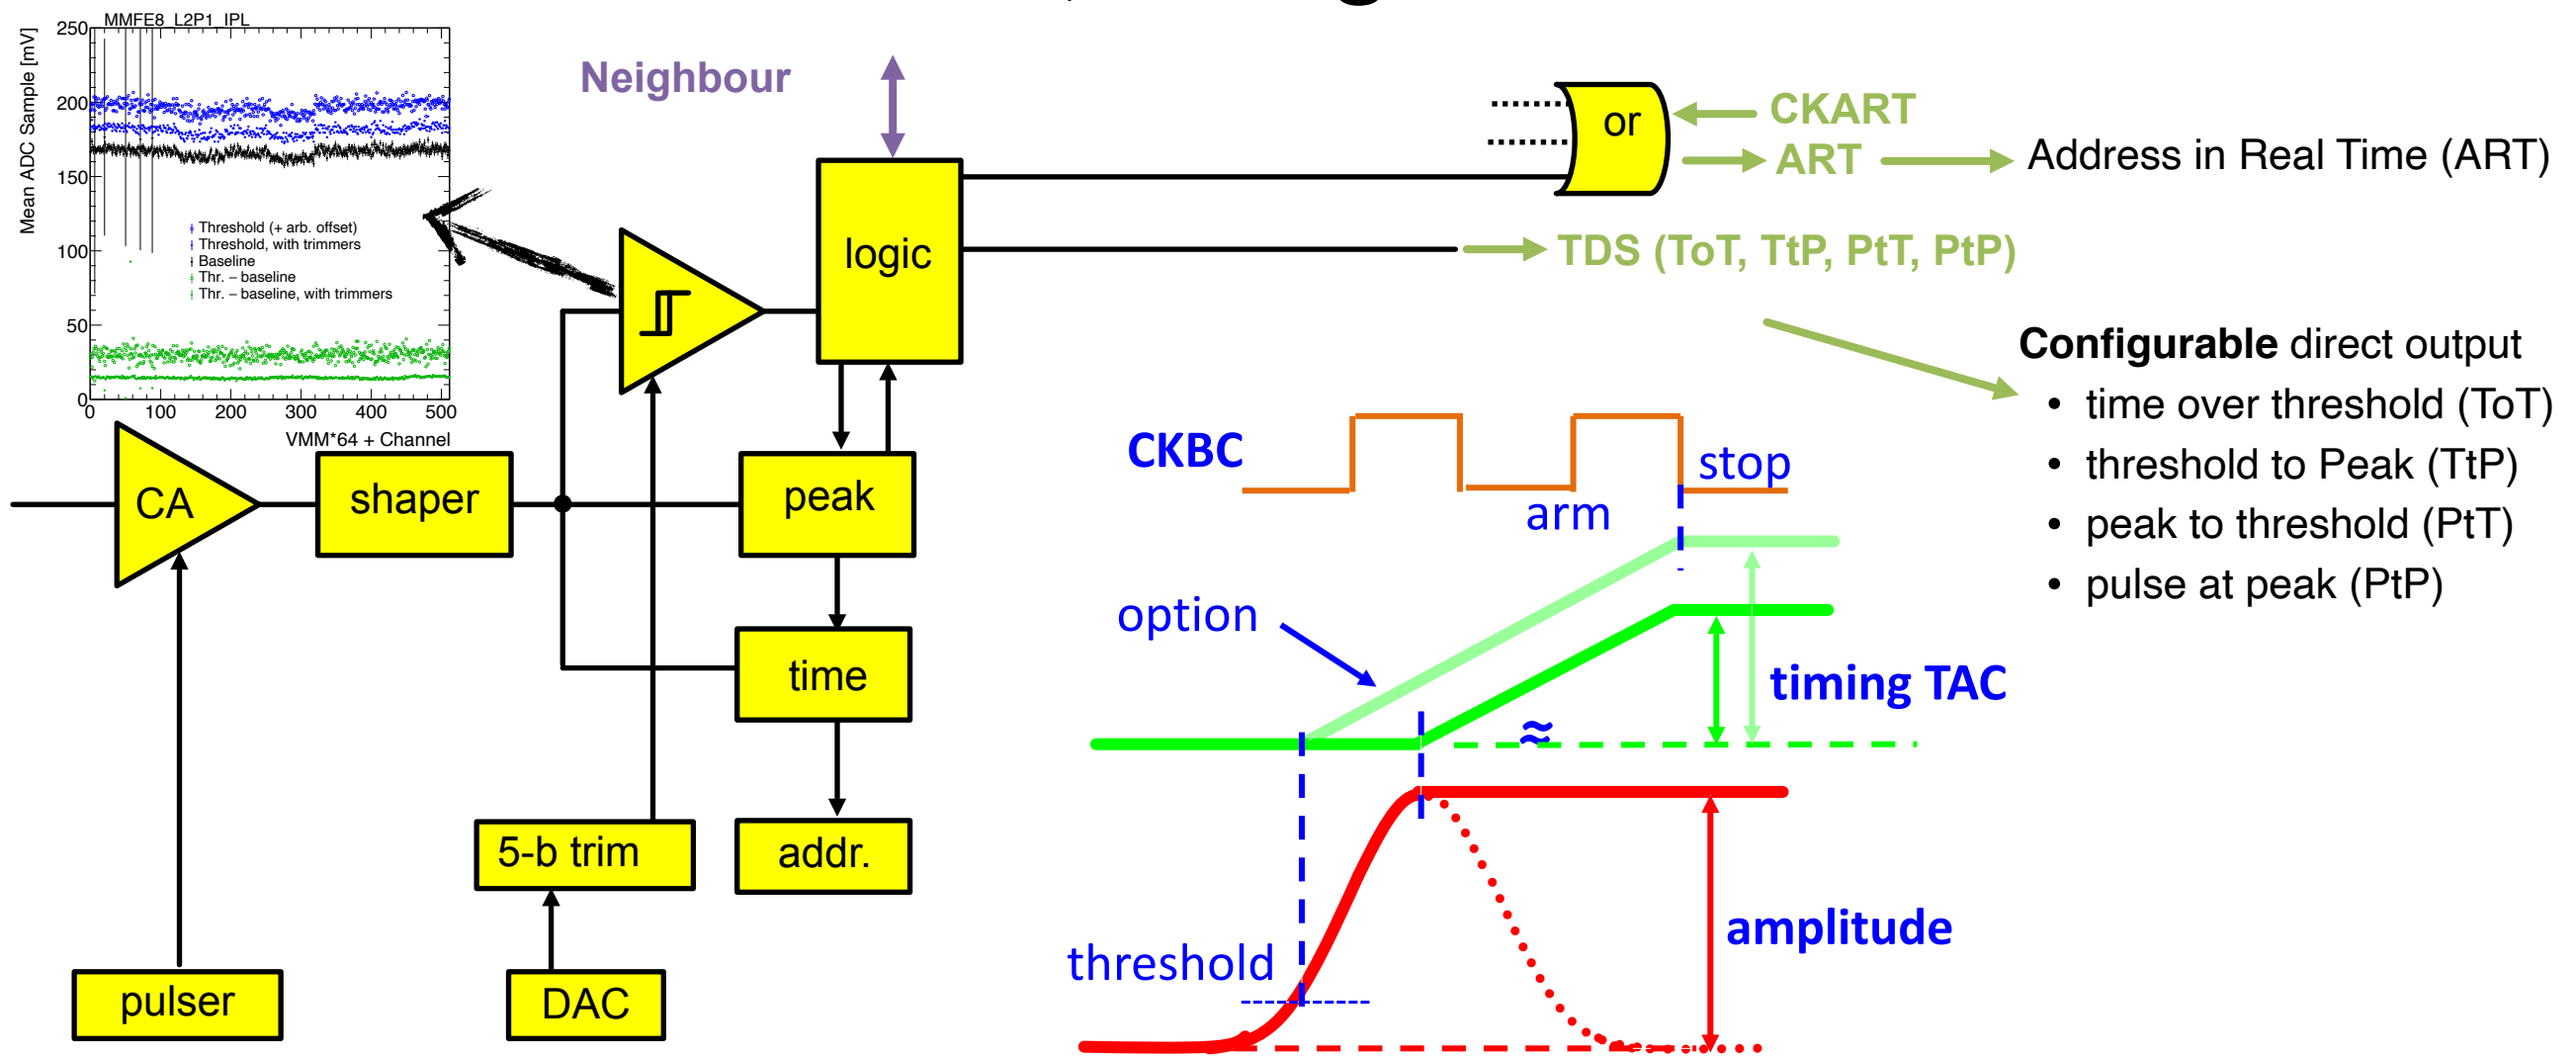 MMFE8_L2P1_IPL
Mean ADC Sample [mV]
250
200
150
100
50
0
0 100 200 300 400 500
VMM*64 + Channel
Threshold (+ arb. offset)
Threshold, with trimmers
Baseline
Thr. – baseline
Thr. – baseline, with trimmers
Neighbour
or
CKART
ART
Address in Real Time (ART)
logic
TDS (ToT, TtP, PtT, PtP)
Configurable direct output
• time over threshold (ToT)
• threshold to Peak (TtP)
• peak to threshold (PtT)
• pulse at peak (PtP)
CA
shaper
peak
time
addr.
5-b trim
DAC
pulser
CKBC
stop
arm
option
≈
timing TAC
threshold
amplitude